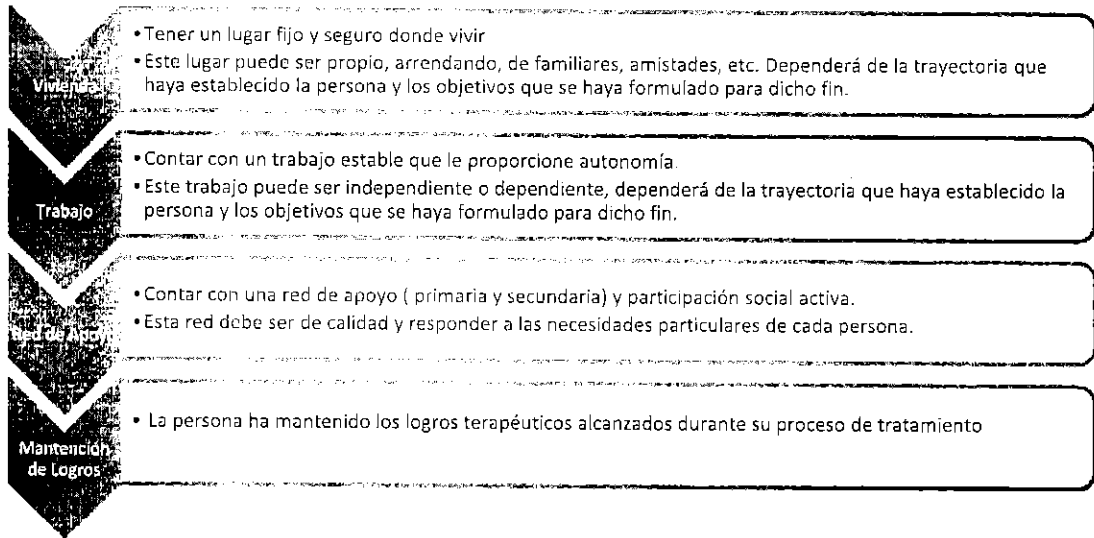 Vivienda
• Tener un lugar fijo y seguro donde vivir
• Este lugar puede ser propio, arrendando, de familiares, amistades, etc. Dependerá de la trayectoria que
haya establecido la persona y los objetivos que se haya formulado para dicho fin.
Trabajo
• Contar con un trabajo estable que le proporcione autonomía.
• Este trabajo puede ser independiente o dependiente, dependerá de la trayectoria que haya establecido la
persona y los objetivos que se haya formulado para dicho fin.
Red de Apoyo
• Contar con una red de apoyo ( primaria y secundaria) y participación social activa.
• Esta red debe ser de calidad y responder a las necesidades particulares de cada persona.
Mantención
de Logros
• La persona ha mantenido los logros terapéuticos alcanzados durante su proceso de tratamiento